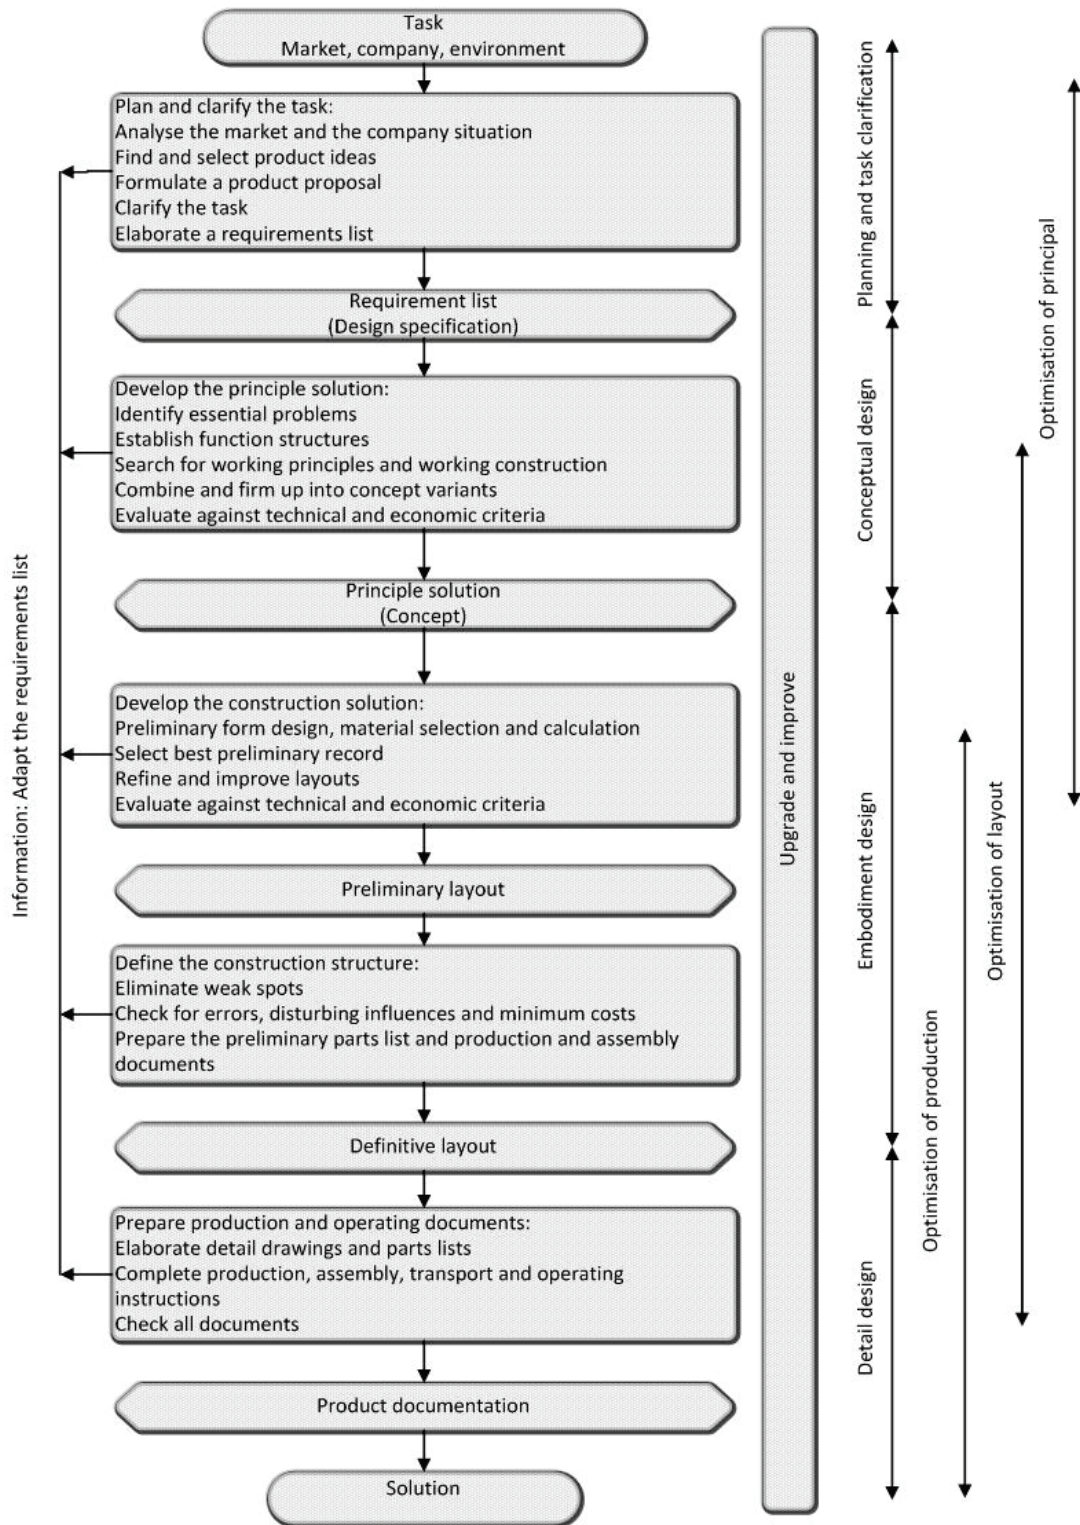 Task
Market, company, environment
Plan and clarify the task:
Analyse the market and the company situation
Find and select product ideas
Formulate a product proposal
Clarify the task
Elaborate a requirements list
Requirement list
(Design specification)
Develop the principle solution:
Identify essential problems
Establish function structures
Search for working principles and working construction
Combine and firm up into concept variants
Evaluate against technical and economic criteria
Principle solution
(Concept)
Develop the construction solution:
Preliminary form design, material selection and calculation
Select best preliminary record
Refine and improve layouts
Evaluate against technical and economic criteria
Preliminary layout
Define the construction structure:
Eliminate weak spots
Check for errors, disturbing influences and minimum costs
Prepare the preliminary parts list and production and assembly
documents
Definitive layout
Prepare production and operating documents:
Elaborate detail drawings and parts lists
Complete production, assembly, transport and operating
instructions
Check all documents
Product documentation
Solution
Information: Adapt the requirements list
Upgrade and improve
Planning and task clarification
Conceptual design
Embodiment design
Detail design
Optimisation of production
Optimisation of layout
Optimisation of principal